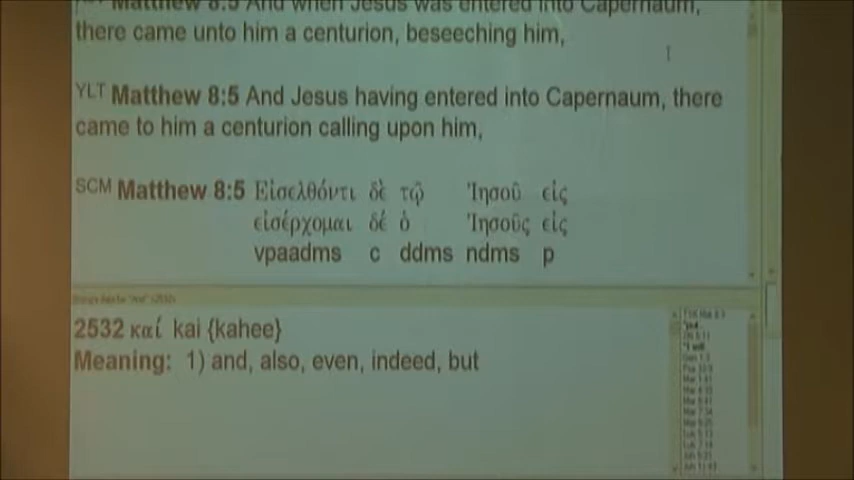 Matthew 8:5 And when Jesus was entered into Capernaum,
there came unto him a centurion, beseeching him,
YLT Matthew 8:5 And Jesus having entered into Capernaum, there
came to him a centurion calling upon him,
SCM Matthew 8:5 Εἰσελθόντι δὲ τῷ Ἰησοῦ εἰς
εἰσέρχομαι δέ ὁ Ἰησοῦς εἰς
vpaadms c ddms ndms p
2532 καί kai {kahee}
Meaning: 1) and, also, even, indeed, but